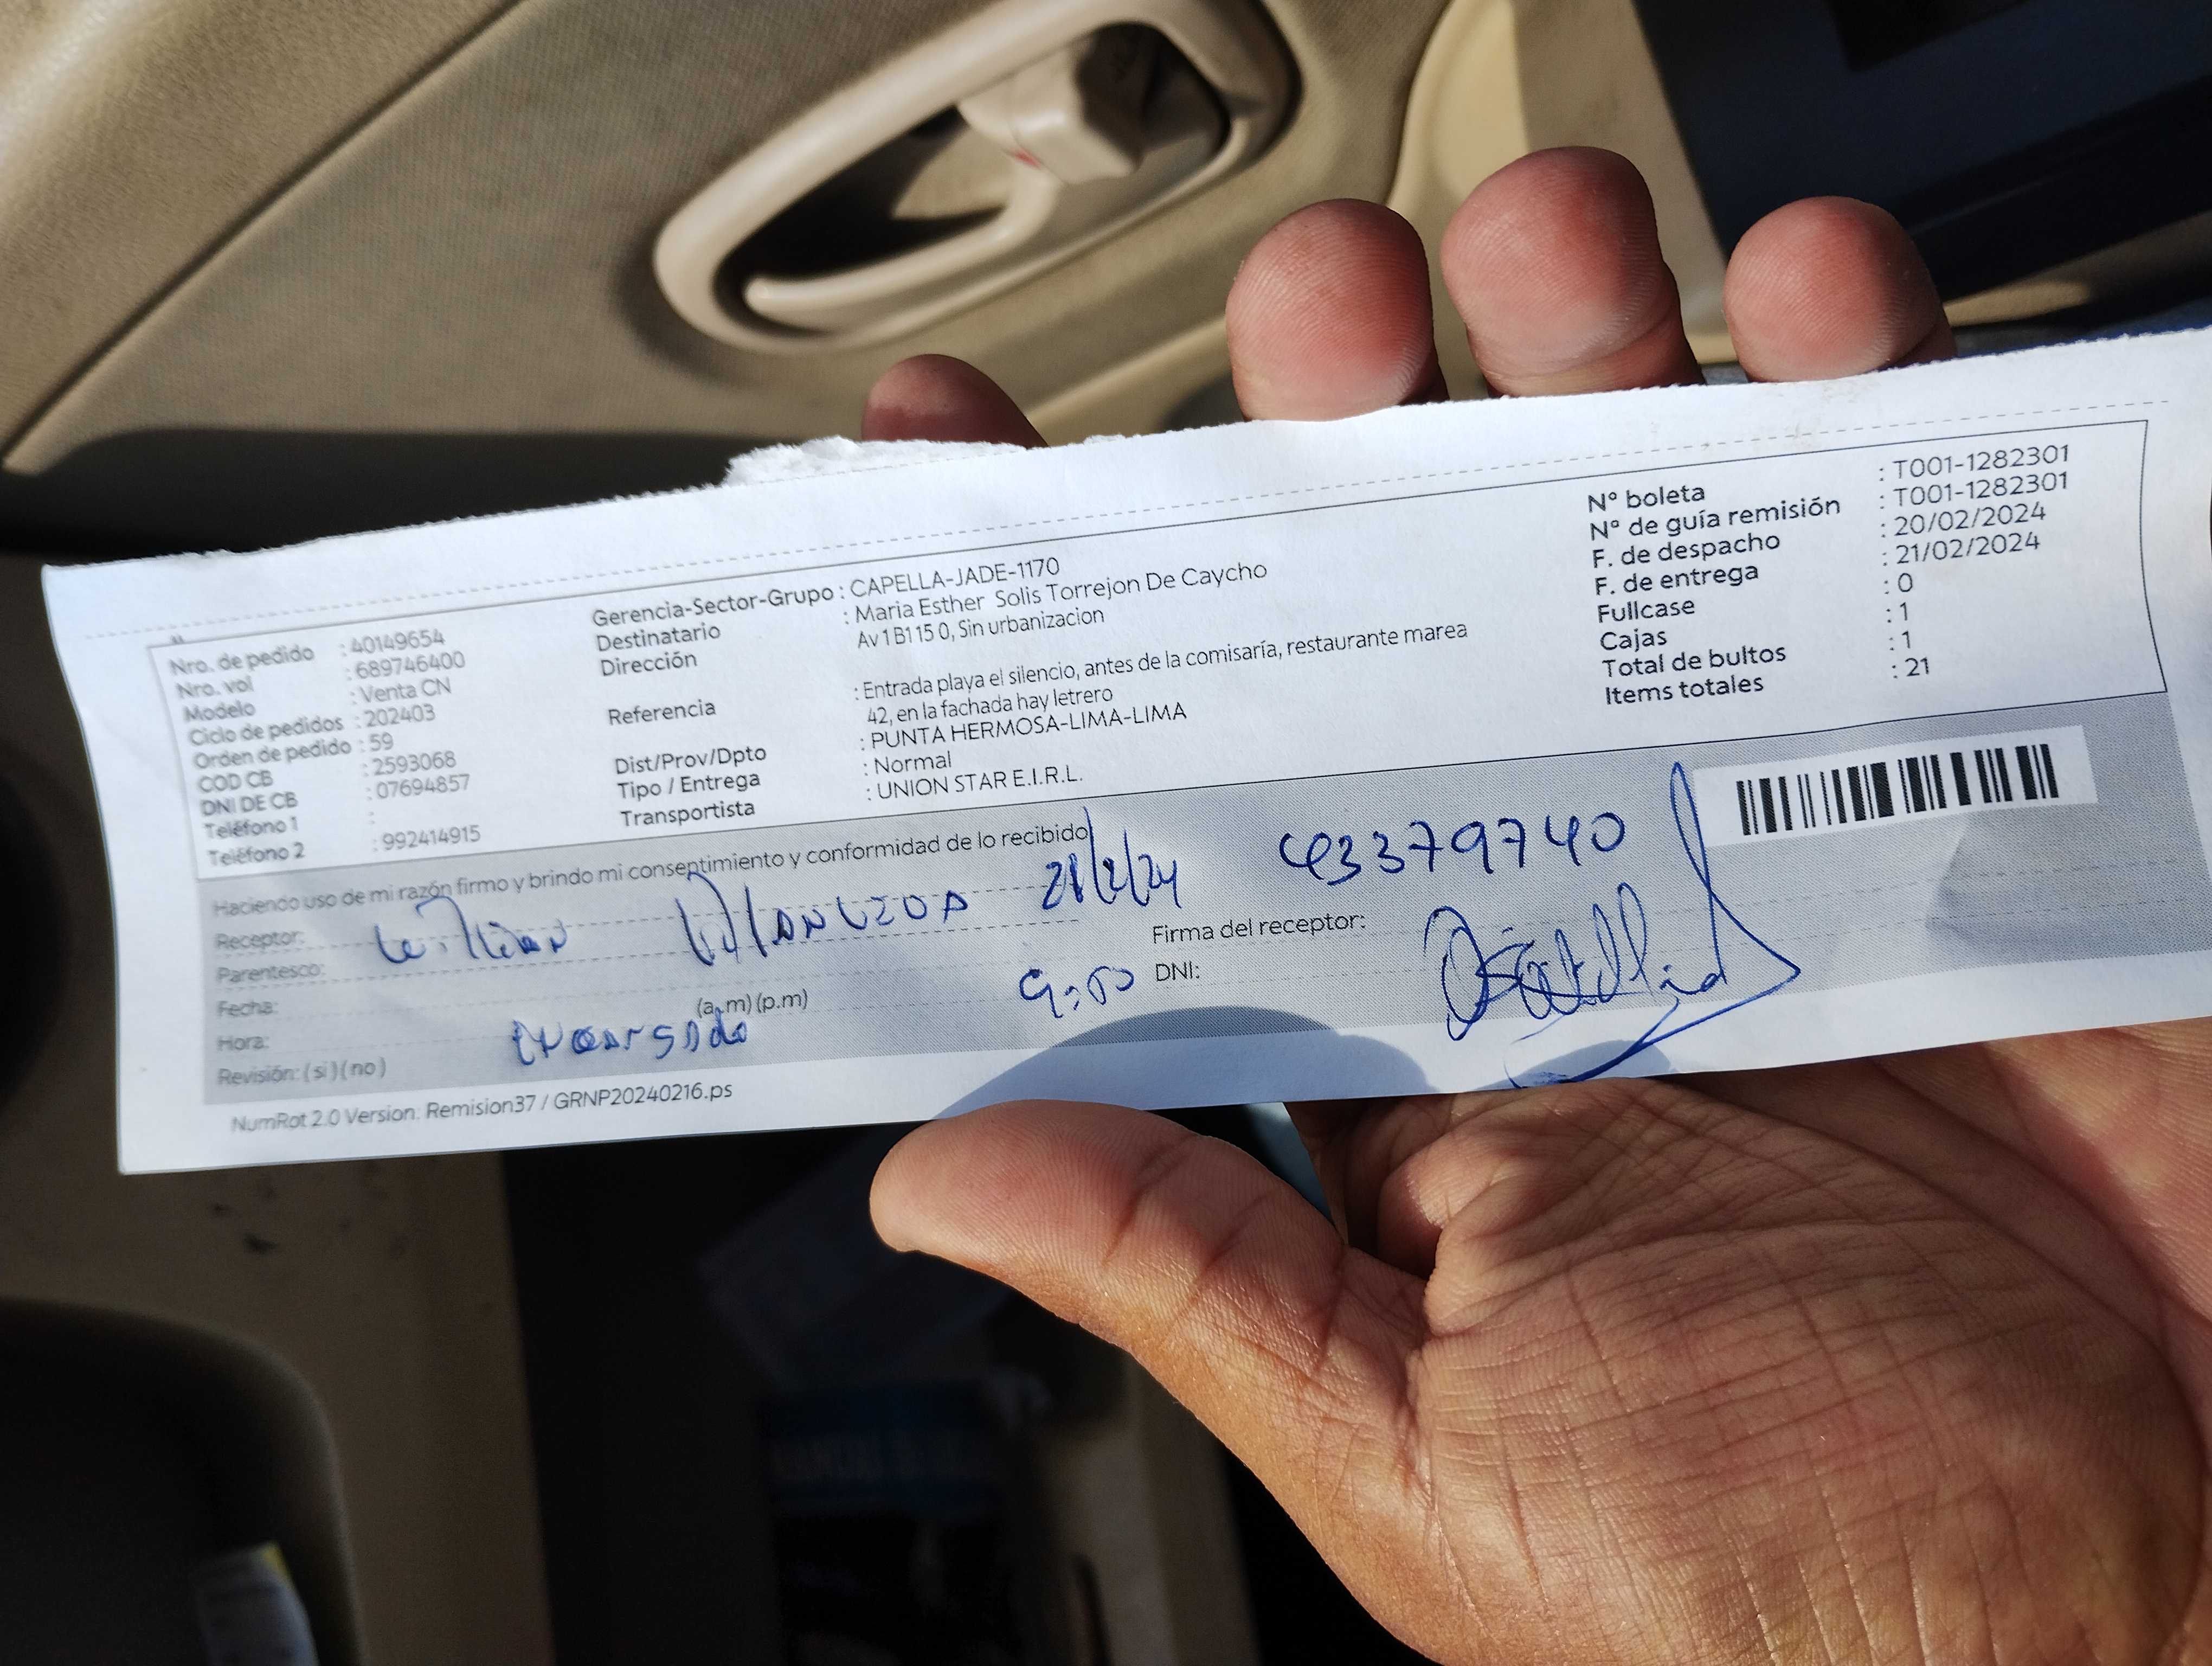 Nro. de pedido : 40149654
Nro. vol : 689746400
Modelo : Venta CN
Ciclo de pedidos : 202403
Orden de pedido : 59
COD CB : 2593068
DNI DE CB : 07694857
Teléfono 1 :
Teléfono 2 : 992414915
Gerencia-Sector-Grupo : CAPELLA-JADE-1170
Destinatario : Maria Esther Solis Torrejon De Caycho
Dirección Av 1 B1 15 0, Sin urbanizacion
Referencia : Entrada playa el silencio, antes de la comisaría, restaurante marea
42, en la fachada hay letrero
Dist/Prov/Dpto : PUNTA HERMOSA-LIMA-LIMA
Tipo / Entrega : Normal
Transportista : UNION STAR E.I.R.L.
N° boleta : T001-1282301
N° de guía remisión : T001-1282301
F. de despacho : 20/02/2024
F. de entrega : 21/02/2024
Fullcase : 0
Cajas : 1
Total de bultos : 1
Items totales : 21
Haciendo uso de mi razón firmo y brindo mi consentimiento y conformidad de lo recibido
Receptor:
Parentesco:
Fecha:
Hora: (a.m) (p.m)
Revisión: ( si ) ( no )
43379740
Firma del receptor:
DNI:
Encargado
NumRot 2.0 Version. Remision37 / GRNP20240216.ps